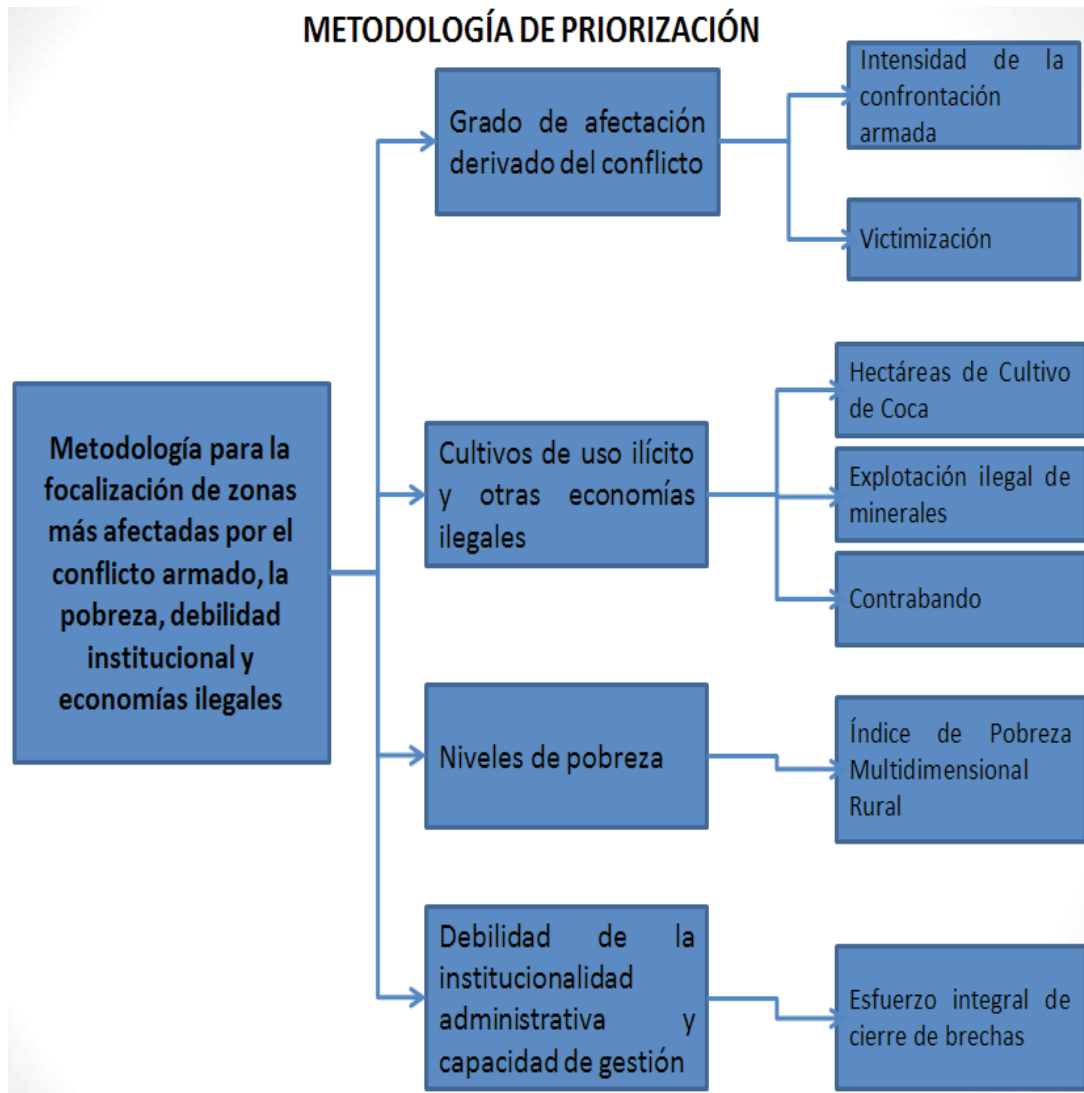 METODOLOGÍA DE PRIORIZACIÓN
Metodología para la
focalización de zonas
más afectadas por el
conflicto armado, la
pobreza, debilidad
institucional y
economías ilegales
Grado de afectación
derivado del conflicto
Intensidad de la
confrontación
armada
Victimización
Cultivos de uso ilícito
y otras economías
ilegales
Hectáreas de Cultivo
de Coca
Explotación ilegal de
minerales
Contrabando
Niveles de pobreza
Índice de Pobreza
Multidimensional
Rural
Debilidad de la
institucionalidad
administrativa y
capacidad de gestión
Esfuerzo integral de
cierre de brechas